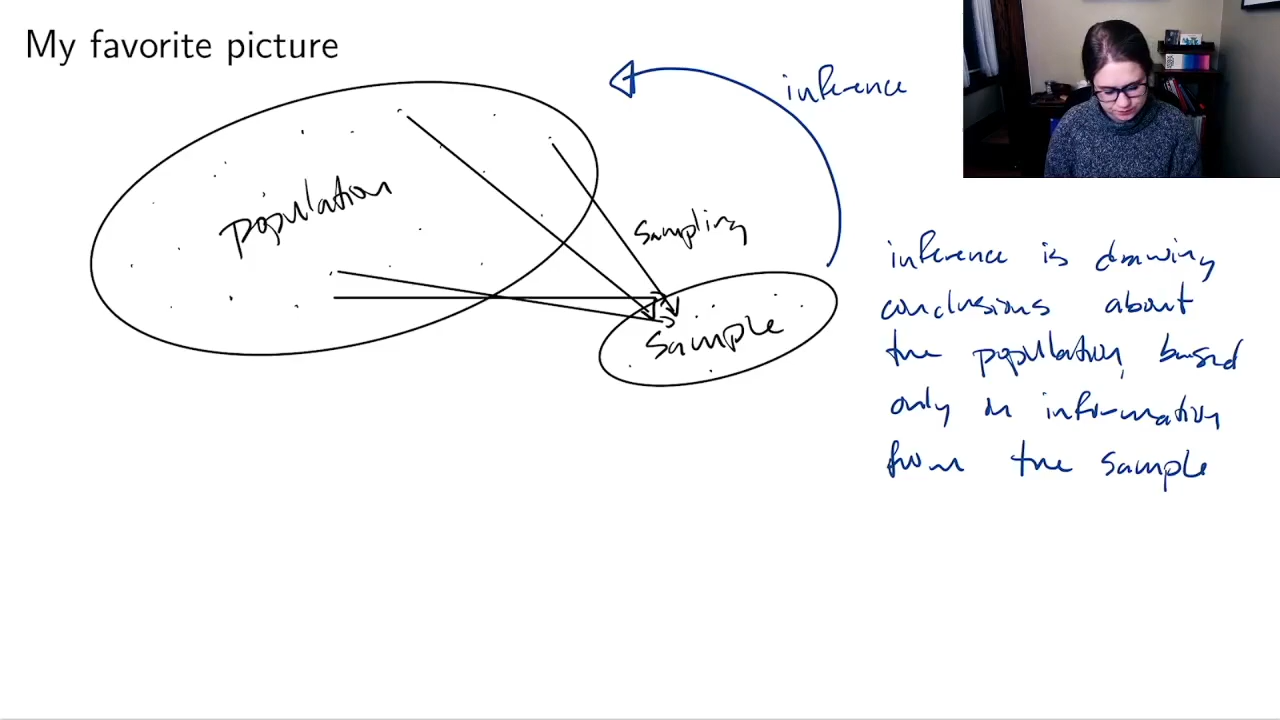 My favorite picture
inference
population
Sampling
Sample
inference is drawing
conclusions about
the population, based
only on information
from the sample